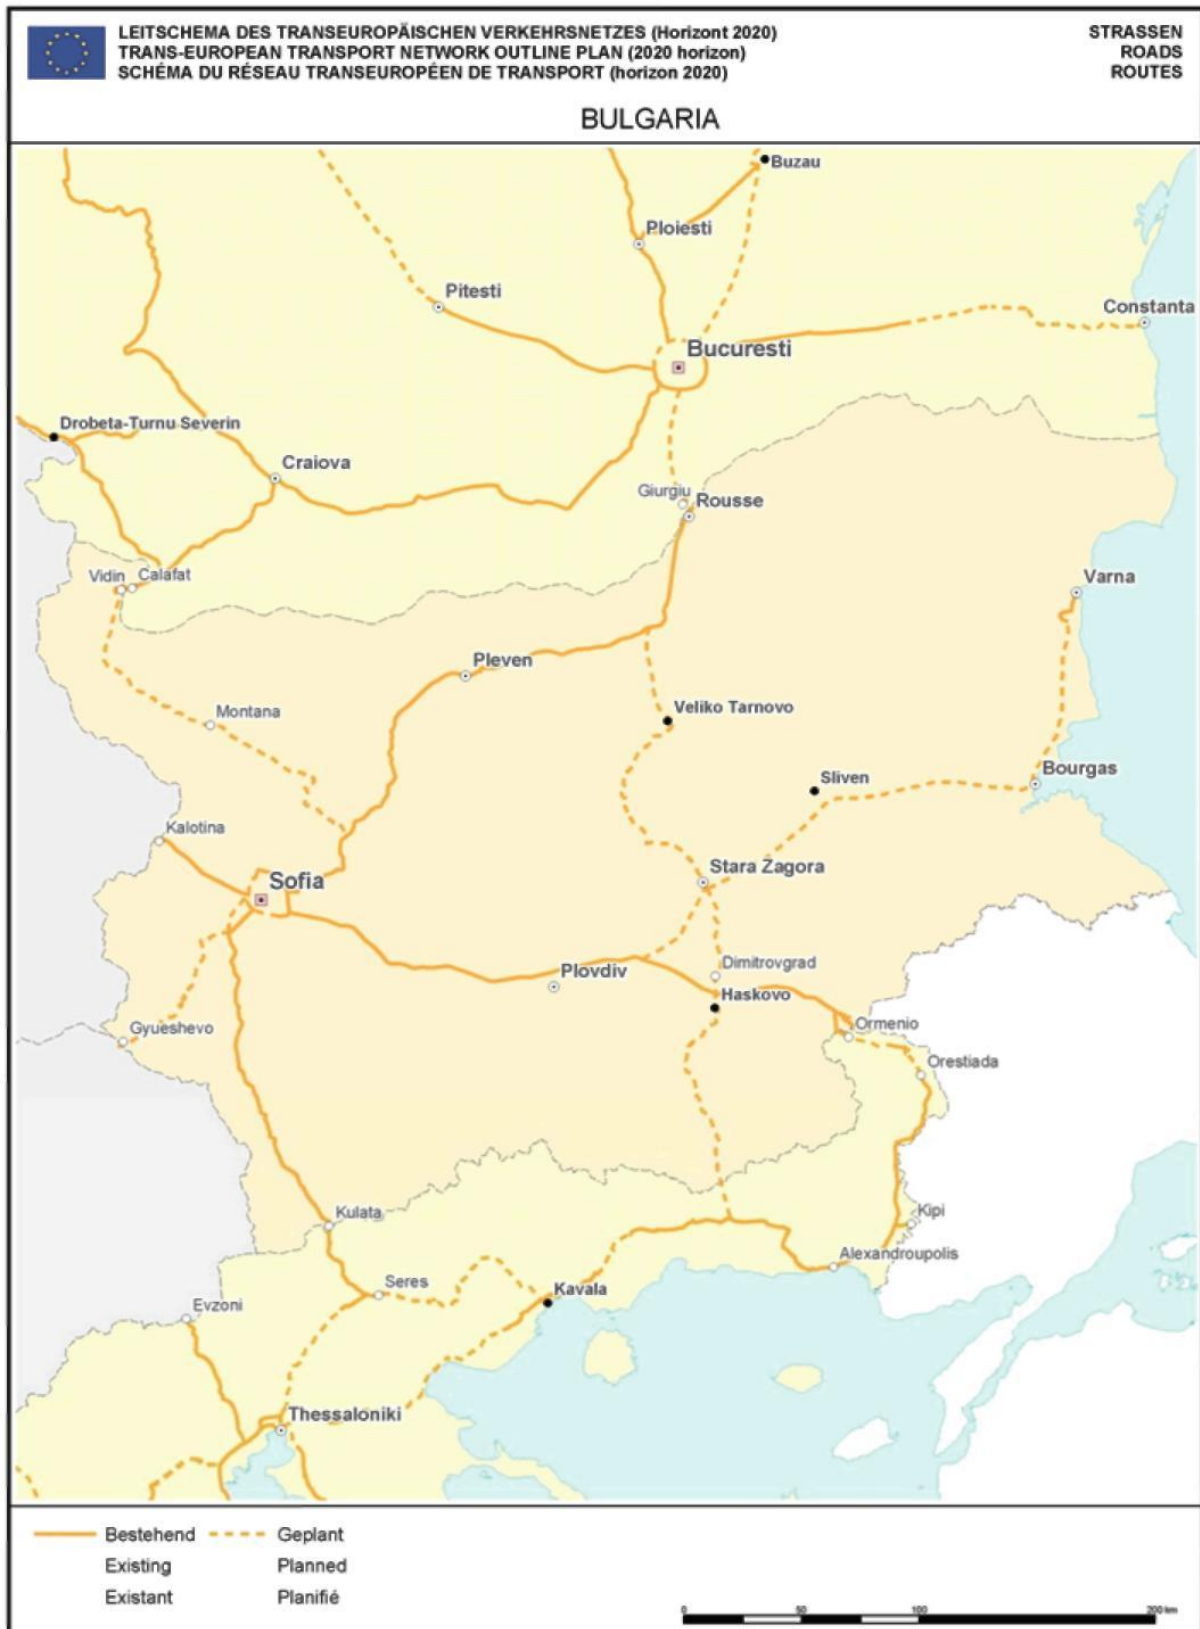 LEITSCHEMA DES TRANSEUROPÄISCHEN VERKEHRSNETZES (Horizont 2020)
TRANS-EUROPEAN TRANSPORT NETWORK OUTLINE PLAN (2020 horizon)
SCHÉMA DU RÉSEAU TRANSEUROPÉEN DE TRANSPORT (horizon 2020)
STRASSEN
ROADS
ROUTES
BULGARIA
Buzau
Ploiesti
Pitesti
Constanta
Bucuresti
Drobeta-Turnu Severin
Craiova
Giurgiu
Rousse
Vidin
Calafat
Varna
Pleven
Montana
Veliko Tarnovo
Bourgas
Sliven
Kalotina
Stara Zagora
Sofia
Dimitrovgrad
Plovdiv
Haskovo
Ormenio
Gyueshevo
Orestiada
Kulata
Kipi
Alexandroupolis
Seres
Kavala
Evzoni
Thessaloniki
Bestehend
Geplant
Existing
Planned
Existant
Planifié
0 50 100 200 km